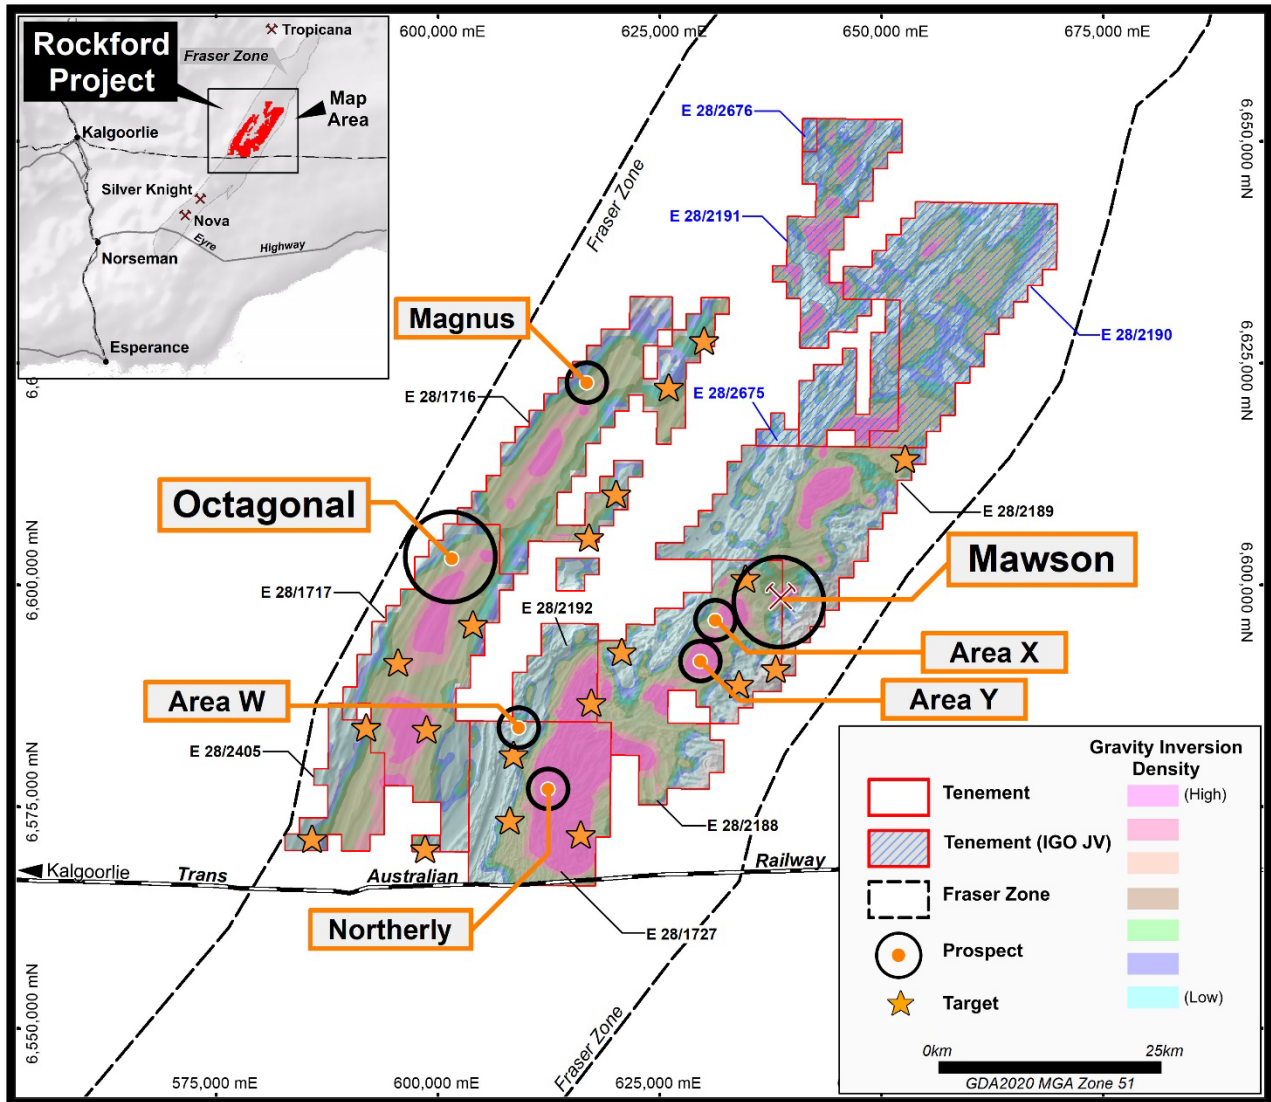 Rockford
Project
Tropicana
Fraser Zone
Map
Area
Kalgoorlie
Silver Knight
Nova
Eyre
Highway
Norseman
Esperance
600,000 mE
625,000 mE
650,000 mE
675,000 mE
6,650,000 mN
6,625,000 mN
6,600,000 mN
6.6
6,600,000 mN
6,575,000 mN
6,550,000 mN
575,000 mE
600,000 mE
625,000 mE
Fraser Zone
E 28/2676
E 28/2191
E 28/2190
E 28/2675
Magnus
E 28/1716
Octagonal
E 28/2189
Mawson
E 28/1717
E 28/2192
Area X
Area W
Area Y
E 28/2405
E 28/2188
Kalgoorlie
Trans
Australian
Railway
Northerly
E 28/1727
Fraser Zone
Gravity Inversion
Density
Tenement
(High)
Tenement (IGO JV)
Fraser Zone
Prospect
Target
(Low)
0km
25km
GDA2020 MGA Zone 51